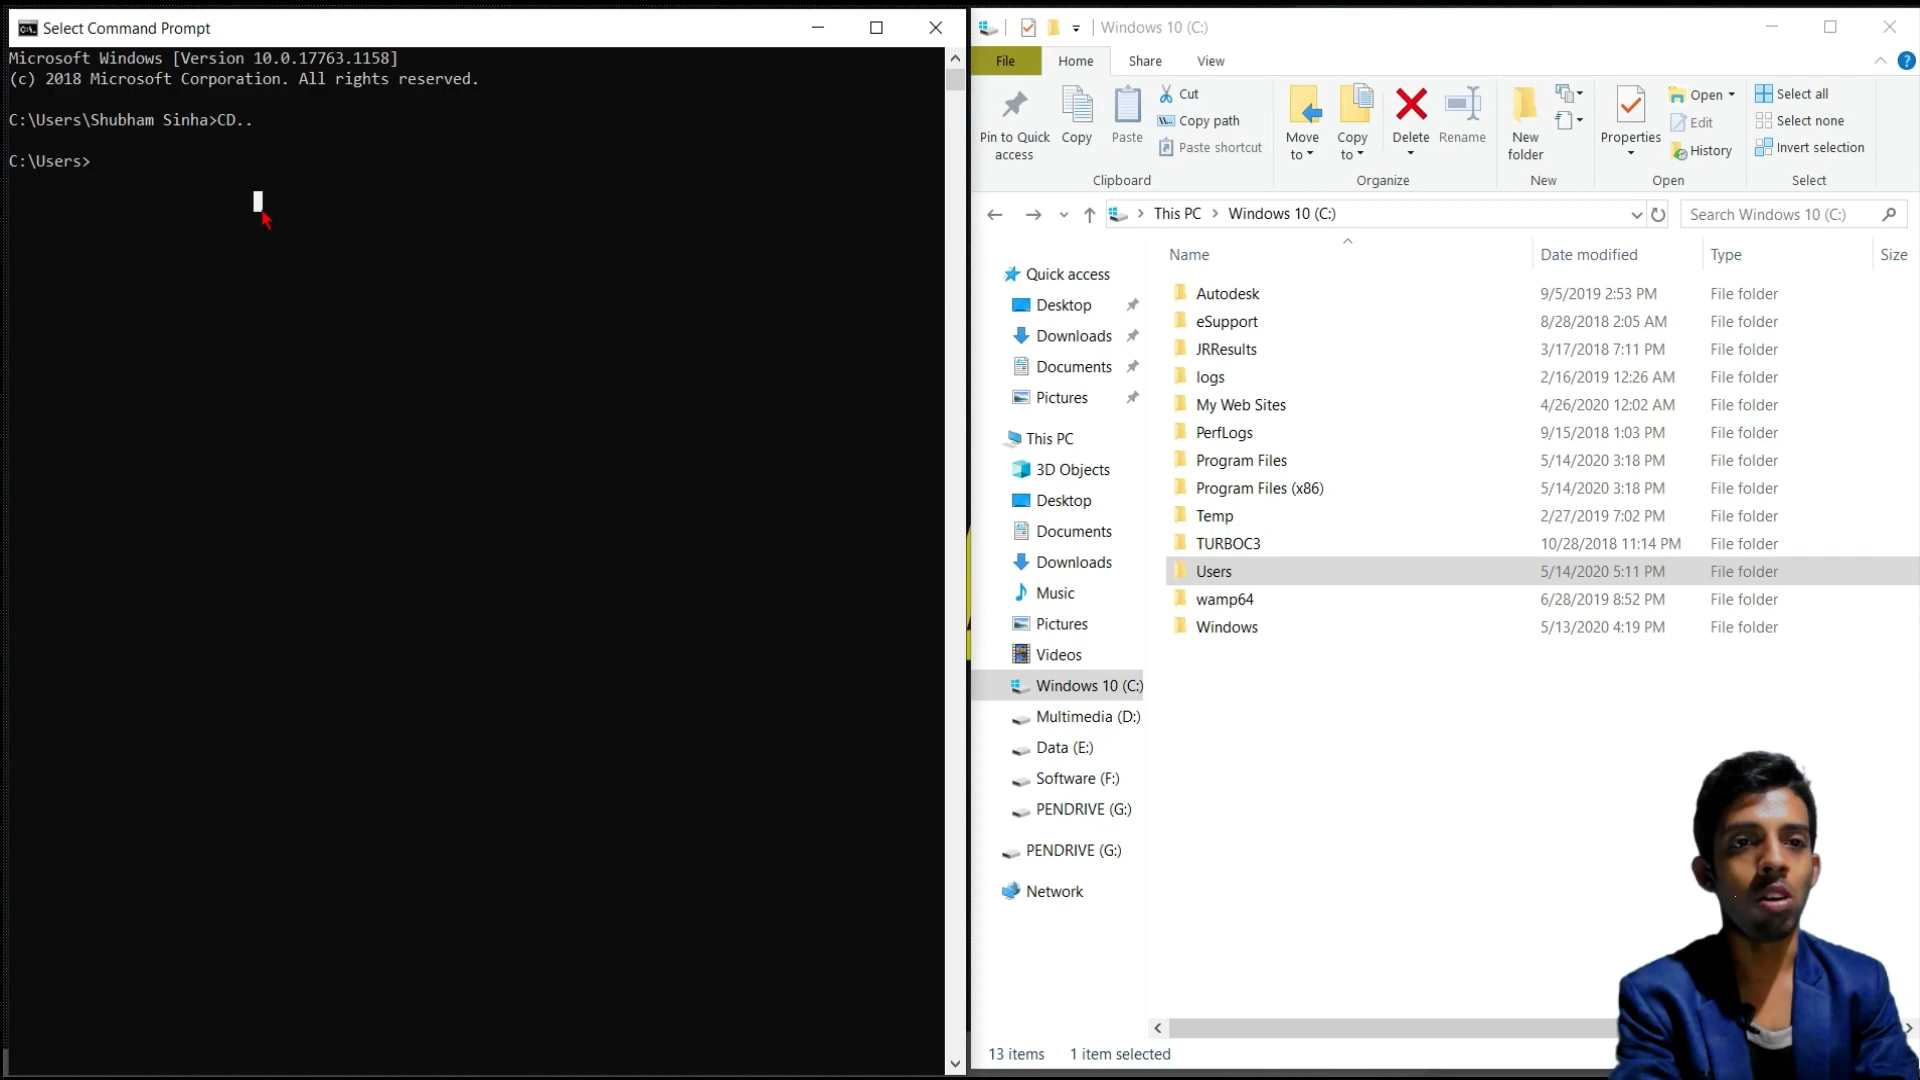 Select Command Prompt
Microsoft Windows [Version 10.0.17763.1158]
(c) 2018 Microsoft Corporation. All rights reserved.
C:\Users\Shubham Sinha>CD..
C:\Users>
Windows 10 (C:)
File Home Share View
Pin to Quick access
Copy
Paste
Cut
Copy path
Paste shortcut
Clipboard
Move to
Copy to
Delete
Rename
Organize
New folder
New
Properties
Open
Edit
History
Open
Select all
Select none
Invert selection
Select
This PC > Windows 10 (C:)
Search Windows 10 (C:)
Quick access
Desktop
Downloads
Documents
Pictures
This PC
3D Objects
Desktop
Documents
Downloads
Music
Pictures
Videos
Windows 10 (C:)
Multimedia (D:)
Data (E:)
Software (F:)
PENDRIVE (G:)
PENDRIVE (G:)
Network
Name Date modified Type Size
Autodesk 9/5/2019 2:53 PM File folder
eSupport 8/28/2018 2:05 AM File folder
JRResults 3/17/2018 7:11 PM File folder
logs 2/16/2019 12:26 AM File folder
My Web Sites 4/26/2020 12:02 AM File folder
PerfLogs 9/15/2018 1:03 PM File folder
Program Files 5/14/2020 3:18 PM File folder
Program Files (x86) 5/14/2020 3:18 PM File folder
Temp 2/27/2019 7:02 PM File folder
TURBOC3 10/28/2018 11:14 PM File folder
Users 5/14/2020 5:11 PM File folder
wamp64 6/28/2019 8:52 PM File folder
Windows 5/13/2020 4:19 PM File folder
13 items 1 item selected